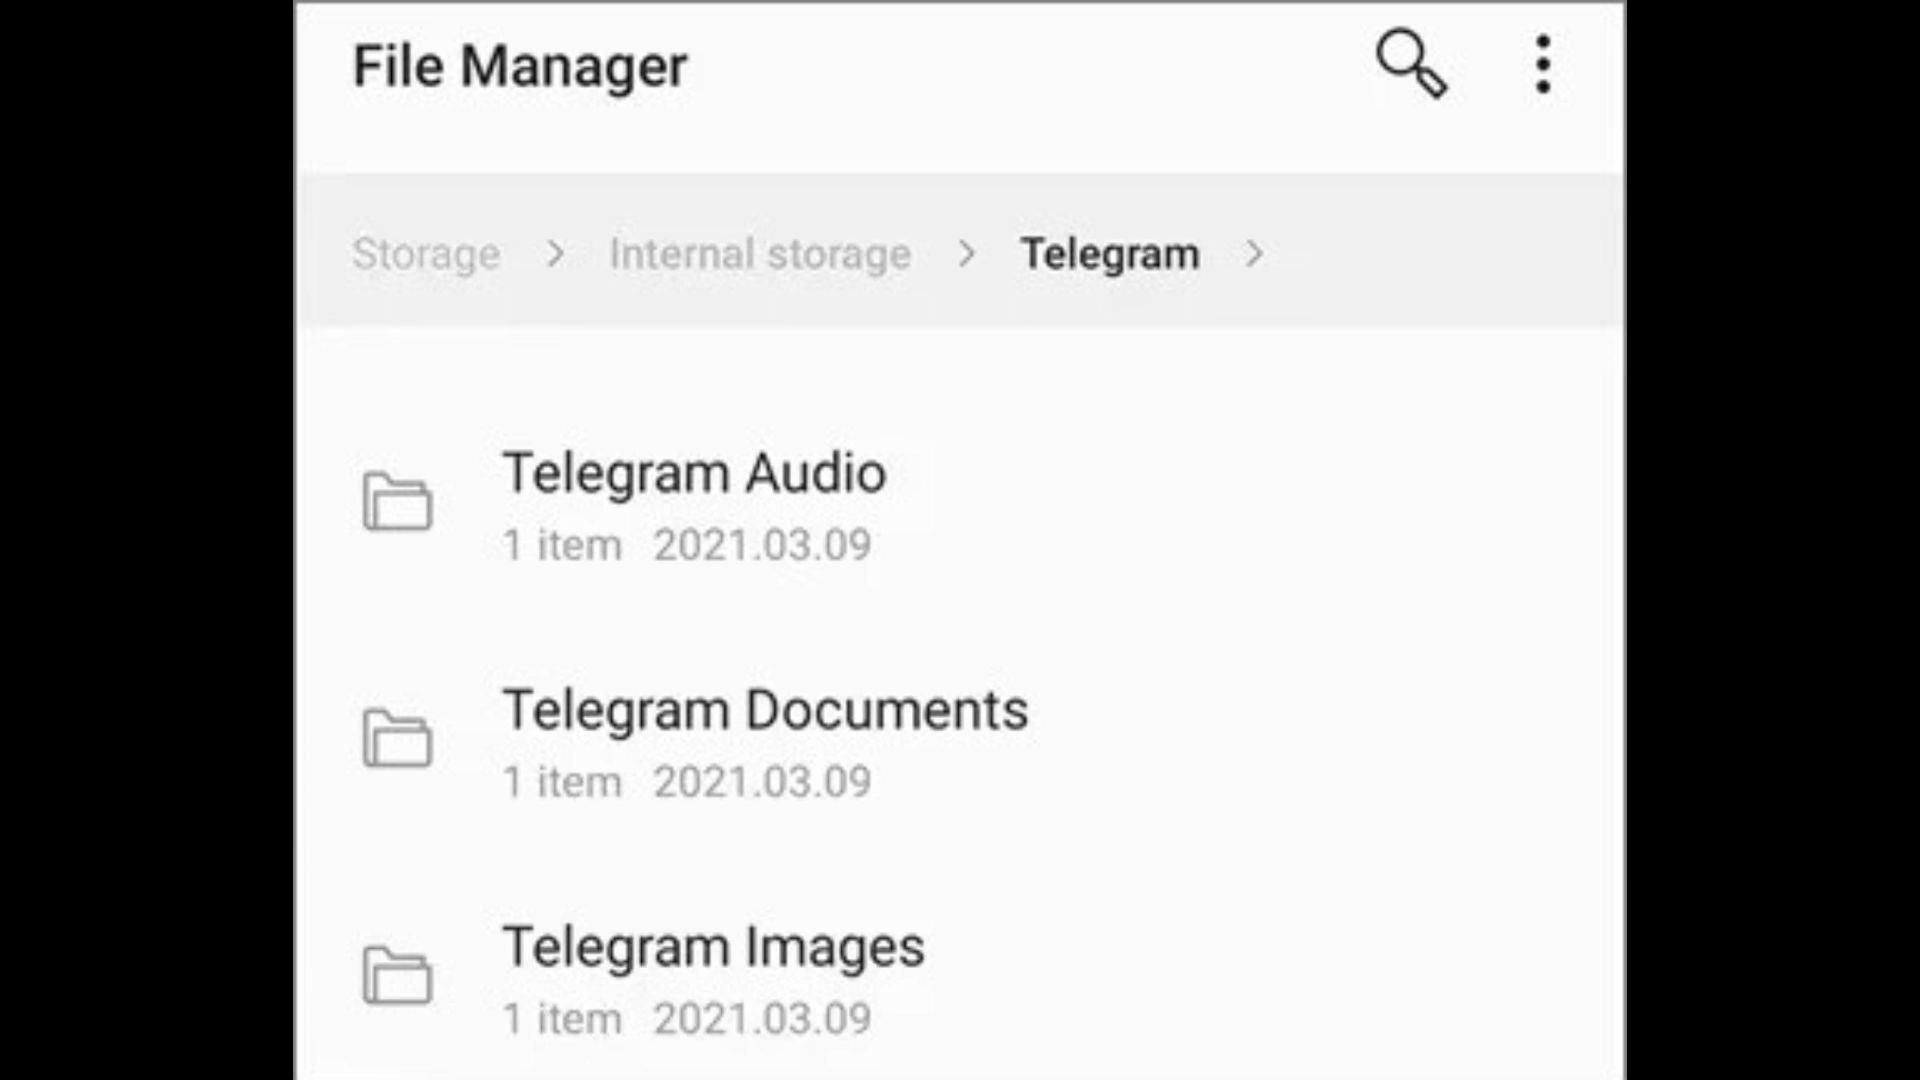 File Manager
Storage > Internal storage > Telegram >
Telegram Audio
1 item 2021.03.09
Telegram Documents
1 item 2021.03.09
Telegram Images
1 item 2021.03.09